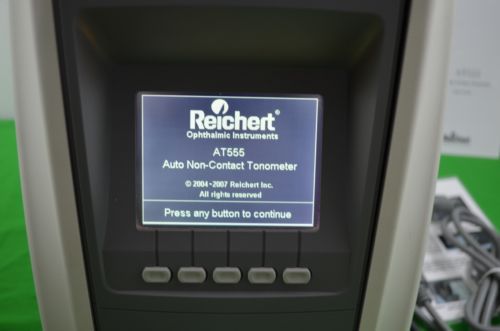 Reichert®
Ophthalmic Instruments
AT555
Auto Non-Contact Tonometer
© 2004-2007 Reichert Inc.
All rights reserved
Press any button to continue
AT555